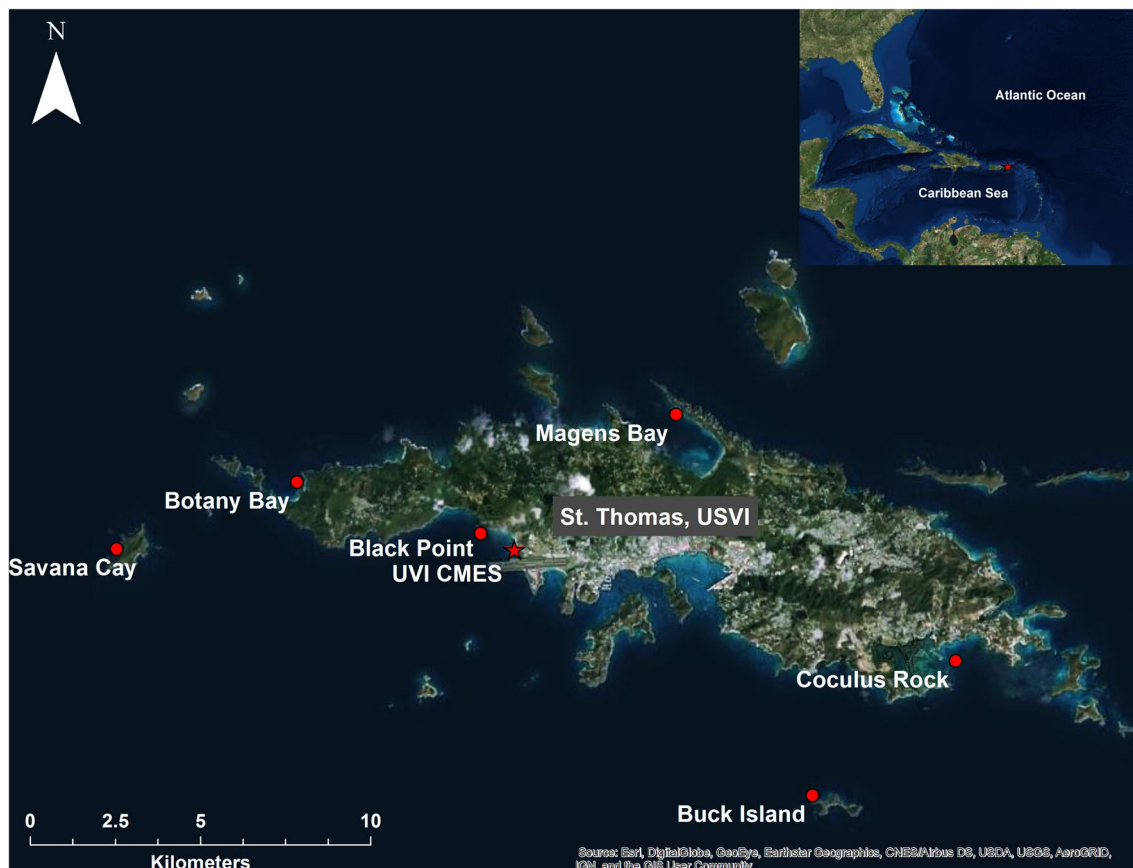 N
Atlantic Ocean
Caribbean Sea
Magens Bay
Botany Bay
St. Thomas, USVI
Black Point
UVI CMES
Savana Cay
Coculus Rock
Buck Island
0 2.5 5 10
Kilometers
Source: Esri, DigitalGlobe, GeoEye, Earthstar Geographics, CNES/Airbus DS, USDA, USGS, AeroGRID,
IGN, and the GIS User Community